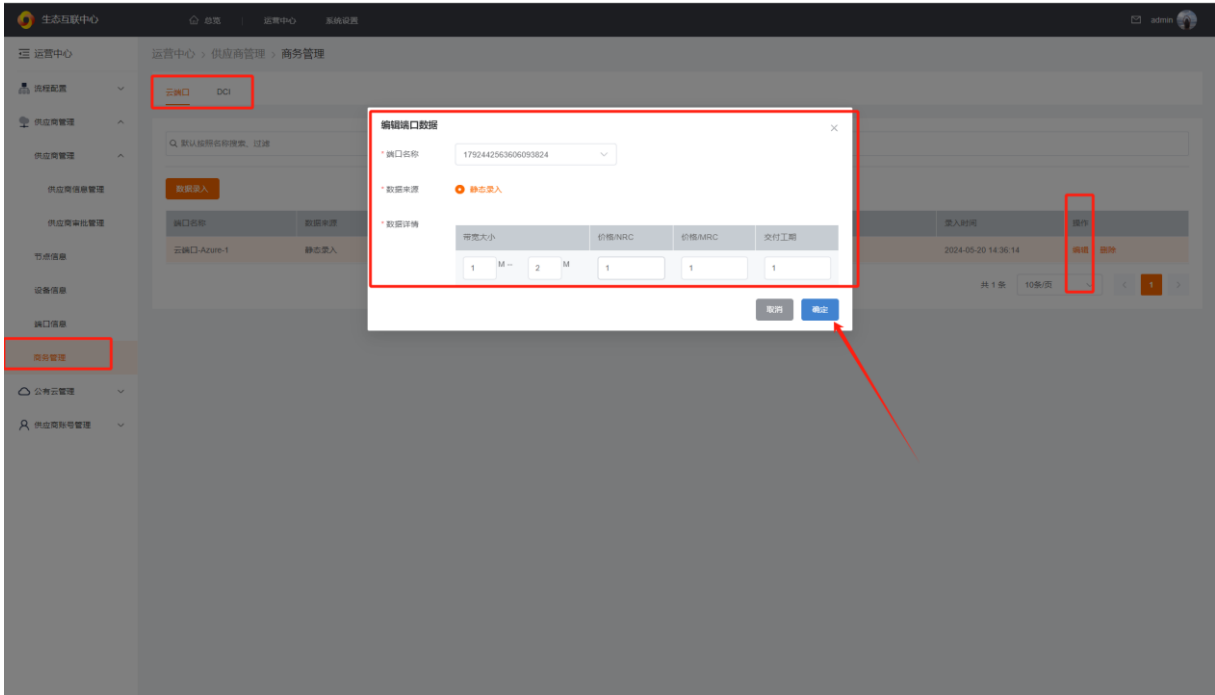 生态互联中心 总览 运营中心 系统设置 admin
运营中心 运营中心 > 供应商管理 > 商务管理
流程配置
云端口 DCI
供应商管理
供应商管理
供应商信息管理
供应商审批管理
节点信息
设备信息
端口信息
商务管理
公有云管理
供应商账号管理
默认按照名称搜索、过滤
数据录入
端口名称 数据来源 录入时间 操作
云端口-Azure-1 静态录入 2024-05-20 14:36:14 编辑 删除
共 1 条 10条/页 < 1 >
编辑端口数据 ×
* 端口名称 1792442563606093824
* 数据来源 静态录入
* 数据详情
带宽大小 价格/NRC 价格/MRC 交付工期
1 M -- 2 M 1 1 1
取消 确定